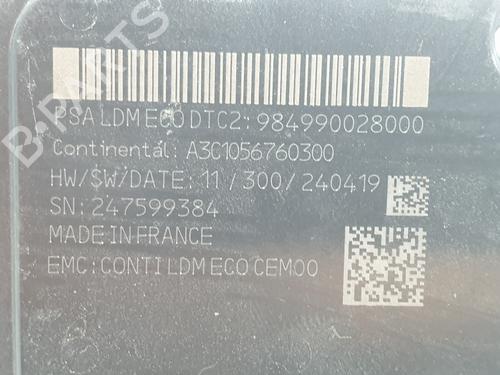 B-PARTS
PSA LDM ECO DTC2: 984990028000
Continental: A3C1056760300
HW/SW/DATE: 11 / 300 / 240419
SN: 247599384
MADE IN FRANCE
EMC: CONTI LDM ECO CEM00